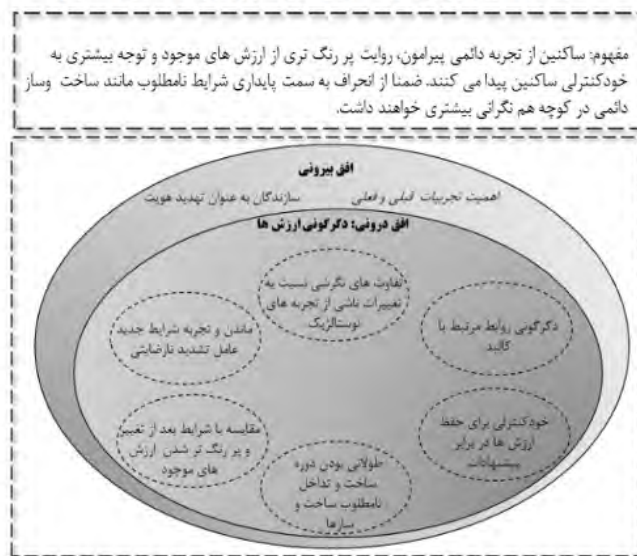 مفهوم: ساکنین از تجربه دائمی پیرامون، روایت پر رنگ تری از ارزش های موجود و توجه بیشتری به
خودکنترلی ساکنین پیدا می کنند. ضمنا از انحراف به سمت پایداری شرایط نامطلوب مانند ساخت وساز
دائمی در کوچه هم نگرانی بیشتری خواهند داشت.
افق بیرونی
اهمیت تجربیات قبلی و فعلی
سازندگان به عنوان تهدید هویت
افق درونی: دگرگونی ارزش ها
تفاوت های نگرشی نسبت به
تغییرات ناشی از تجربه های
نوستالژیک
دگرگونی روابط مرتبط با
کالبد
ماندن و تجربه شرایط جدید
عامل تشدید نارضایتی
خودکنترلی برای حفظ
ارزش ها در برابر
پیشنهادات
مقایسه با شرایط بعد از تغییر
و پر رنگ تر شدن ارزش
های موجود
طولانی بودن دوره
ساخت و تداخل
نامطلوب ساخت و
سازها